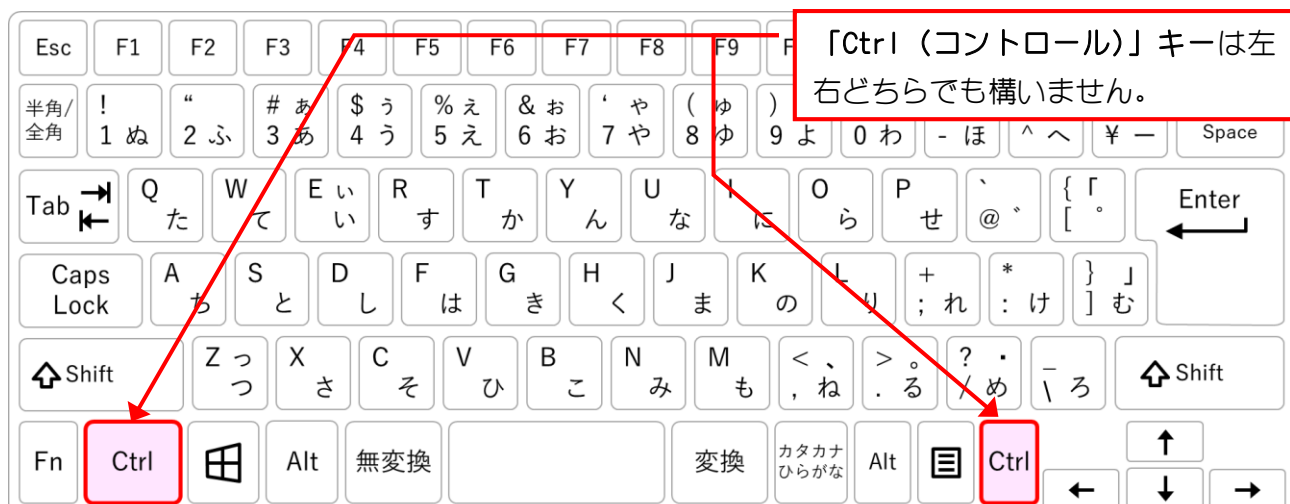 「Ctrl (コントロール)」キーは左
右どちらでも構いません。
Esc F1 F2 F3 F4 F5 F6 F7 F8 F9 F
半角/
全角
! 1 ぬ
“ 2 ふ
# ぁ 3 あ
$ ぅ 4 う
% ぇ 5 え
& ぉ 6 お
‘ ゃ 7 や
( ゅ 8 ゆ
) 9 よ
0 わ
- ほ
^ へ
¥ ー
Space
Tab
Q た
W て
E ぃ い
R す
T か
Y ん
U な
I に
O ら
P せ
` @ ゛
{ 「 [ ゜
Enter
Caps
Lock
A ち
S と
D し
F は
G き
H く
J ま
K の
L り
+ ; れ
* : け
} 」 ] む
Shift
Z っ つ
X さ
C そ
V ひ
B こ
N み
M も
< 、 , ね
> 。 . る
? ・ / め
_ \ ろ
Shift
Fn Ctrl Alt 無変換 変換
カタカナ
ひらがな
Alt Ctrl
↑
← ↓ →